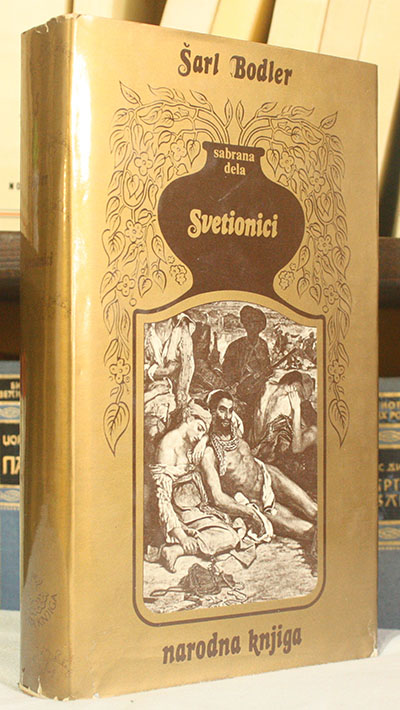 Šarl Bodler
sabrana
dela
Svetionici
narodna knjiga